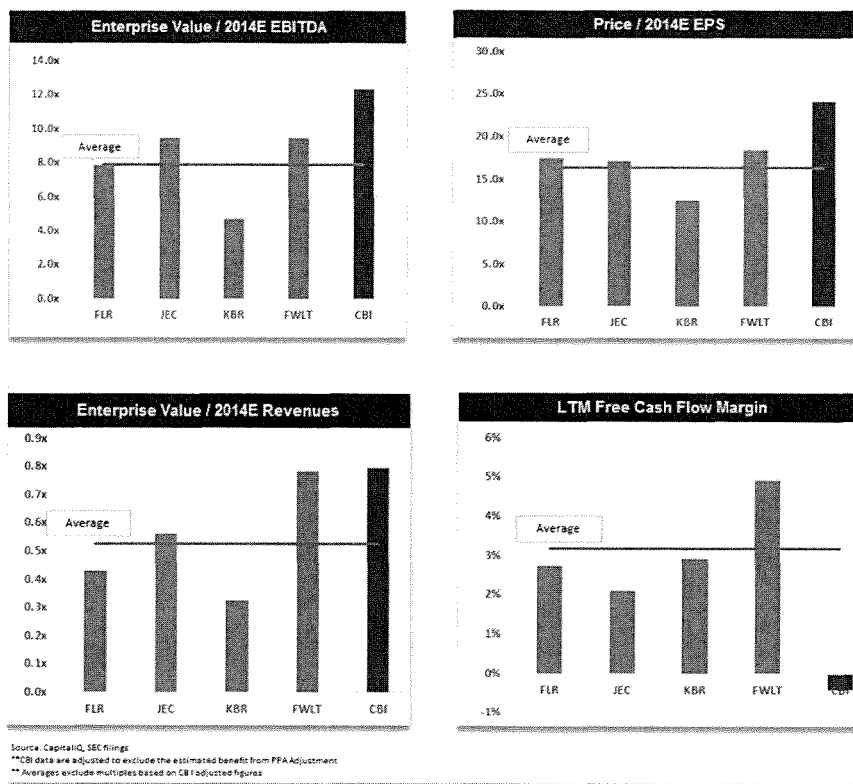 Enterprise Value / 2014E EBITDA
14.0x
12.0x
10.0x
8.0x
6.0x
4.0x
2.0x
0.0x
Average
FLR JEC KBR FWLT CBI
Price / 2014E EPS
30.0x
25.0x
20.0x
15.0x
10.0x
5.0x
0.0x
Average
FLR JEC KBR FWLT CBI
Enterprise Value / 2014E Revenues
0.9x
0.8x
0.7x
0.6x
0.5x
0.4x
0.3x
0.2x
0.1x
0.0x
Average
FLR JEC KBR FWLT CBI
LTM Free Cash Flow Margin
6%
5%
4%
3%
2%
1%
0%
-1%
Average
FLR JEC KBR FWLT CBI
Source: CapitalIQ, SEC filings
**CBI data are adjusted to exclude the estimated benefit from PPA Adjustment
** Averages exclude multiples based on CBI adjusted figures